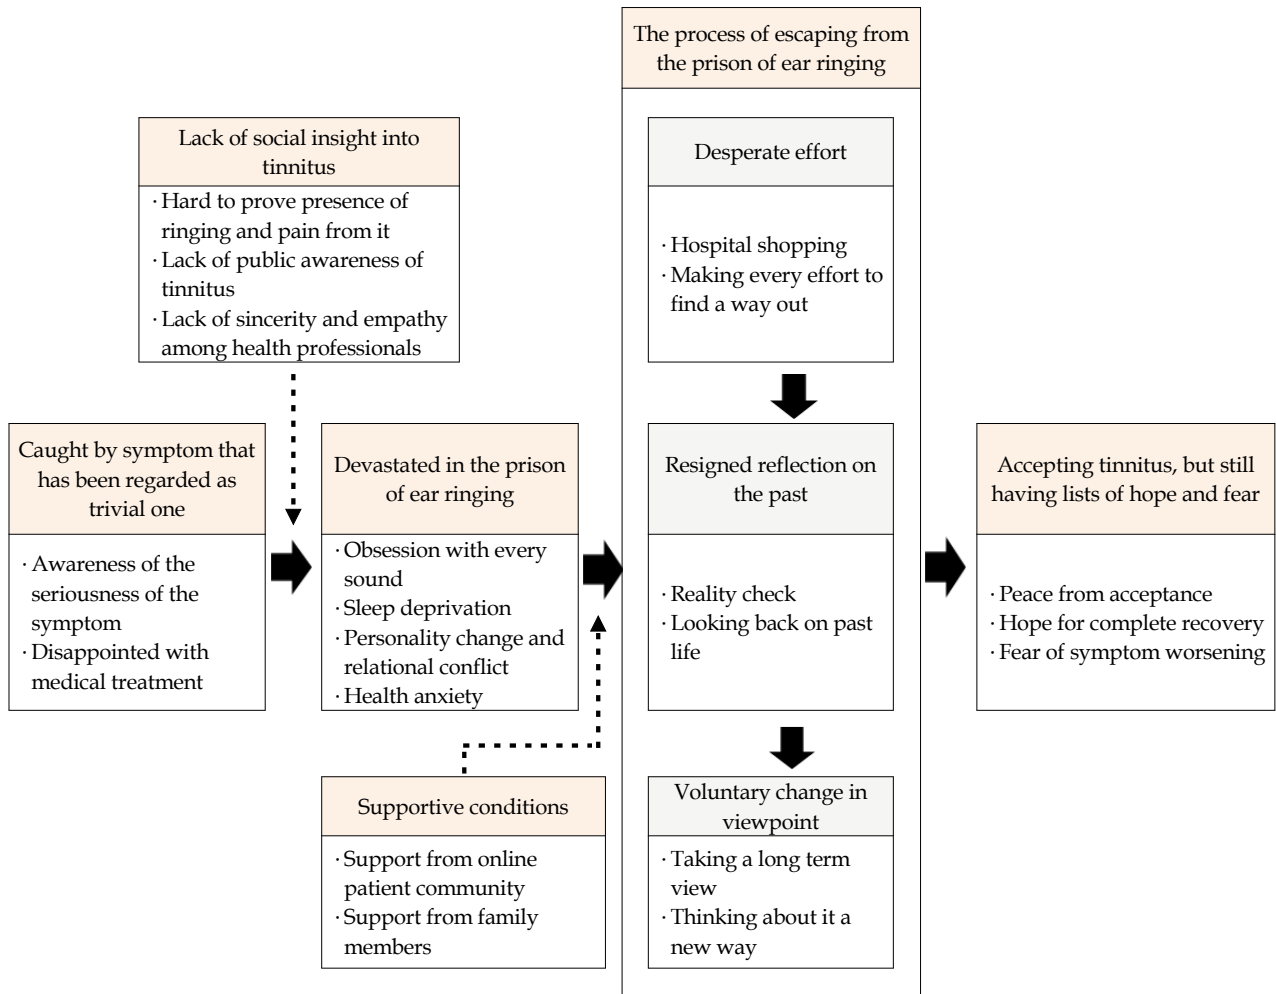 The process of escaping from
the prison of ear ringing
Lack of social insight into
tinnitus
· Hard to prove presence of
ringing and pain from it
· Lack of public awareness of
tinnitus
· Lack of sincerity and empathy
among health professionals
Desperate effort
· Hospital shopping
· Making every effort to
find a way out
Caught by symptom that
has been regarded as
trivial one
· Awareness of the
seriousness of the
symptom
· Disappointed with
medical treatment
Devastated in the prison
of ear ringing
· Obsession with every
sound
· Sleep deprivation
· Personality change and
relational conflict
· Health anxiety
Resigned reflection on
the past
· Reality check
· Looking back on past
life
Accepting tinnitus, but still
having lists of hope and fear
· Peace from acceptance
· Hope for complete recovery
· Fear of symptom worsening
Supportive conditions
· Support from online
patient community
· Support from family
members
Voluntary change in
viewpoint
· Taking a long term
view
· Thinking about it a
new way